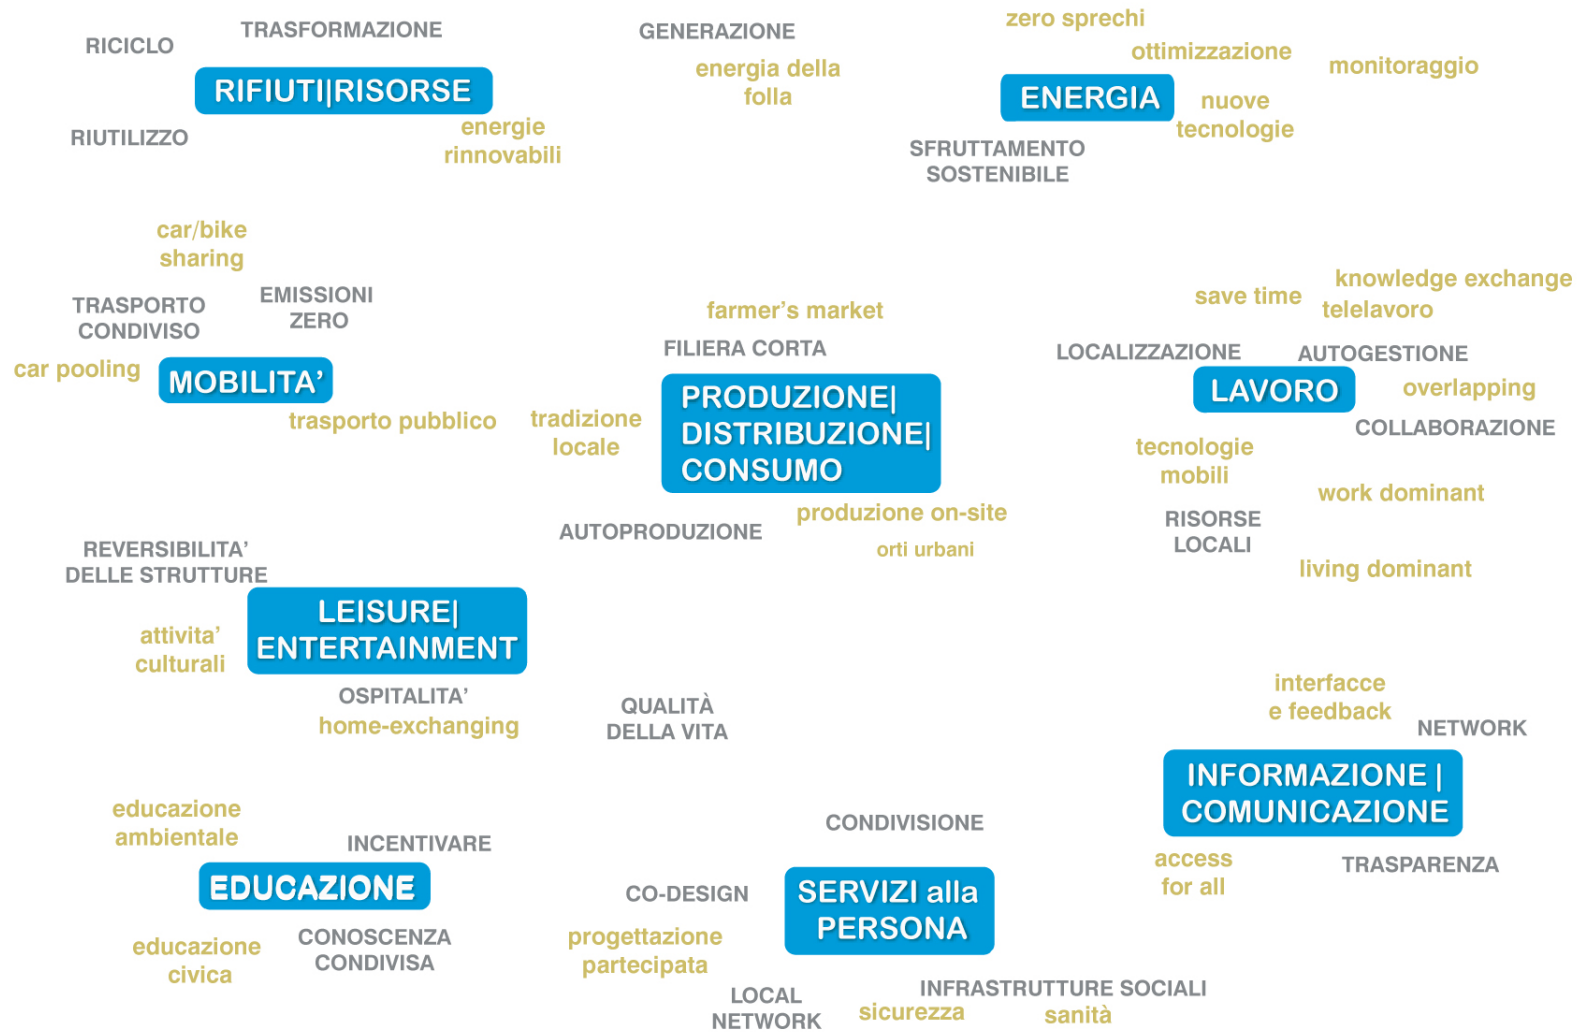 RICICLO
TRASFORMAZIONE
RIFIUTI|RISORSE
RIUTILIZZO
energie
rinnovabili
GENERAZIONE
energia della
folla
zero sprechi
ottimizzazione
monitoraggio
ENERGIA
nuove
tecnologie
SFRUTTAMENTO
SOSTENIBILE
car/bike
sharing
TRASPORTO
CONDIVISO
EMISSIONI
ZERO
car pooling
MOBILITA’
trasporto pubblico
farmer’s market
FILIERA CORTA
tradizione
locale
PRODUZIONE|
DISTRIBUZIONE|
CONSUMO
AUTOPRODUZIONE
produzione on-site
orti urbani
knowledge exchange
save time
telelavoro
LOCALIZZAZIONE
AUTOGESTIONE
LAVORO
overlapping
COLLABORAZIONE
tecnologie
mobili
work dominant
RISORSE
LOCALI
living dominant
REVERSIBILITA’
DELLE STRUTTURE
LEISURE|
ENTERTAINMENT
attivita’
culturali
OSPITALITA’
home-exchanging
QUALITÀ
DELLA VITA
interfacce
e feedback
NETWORK
INFORMAZIONE |
COMUNICAZIONE
access
for all
TRASPARENZA
educazione
ambientale
INCENTIVARE
EDUCAZIONE
educazione
civica
CONOSCENZA
CONDIVISA
CONDIVISIONE
CO-DESIGN
SERVIZI alla
PERSONA
progettazione
partecipata
LOCAL
NETWORK
INFRASTRUTTURE SOCIALI
sicurezza
sanità